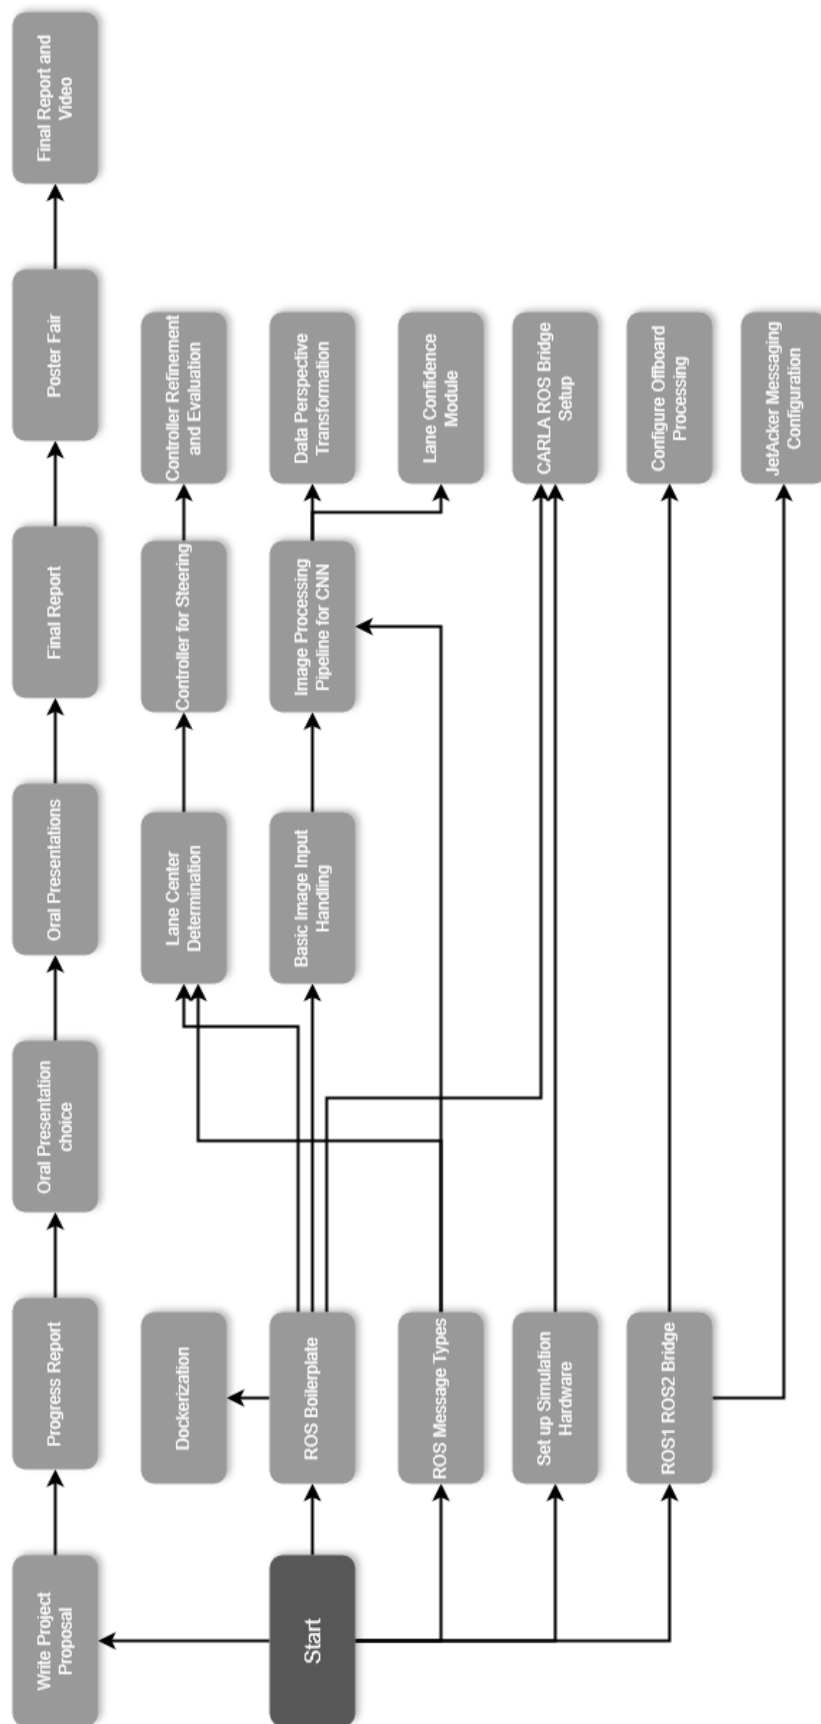 Write Project
Proposal
Progress Report
Oral Presentation
choice
Oral Presentations
Final Report
Poster Fair
Final Report and
Video
Dockerization
Lane Center
Determination
Controller for Steering
Controller Refinement
and Evaluation
Start
ROS Boilerplate
Basic Image Input
Handling
Image Processing
Pipeline for CNN
Data Perspective
Transformation
ROS Message Types
Lane Confidence
Module
Set up Simulation
Hardware
CARLA ROS Bridge
Setup
ROS1 ROS2 Bridge
Configure Offboard
Processing
JetAcker Messaging
Configuration